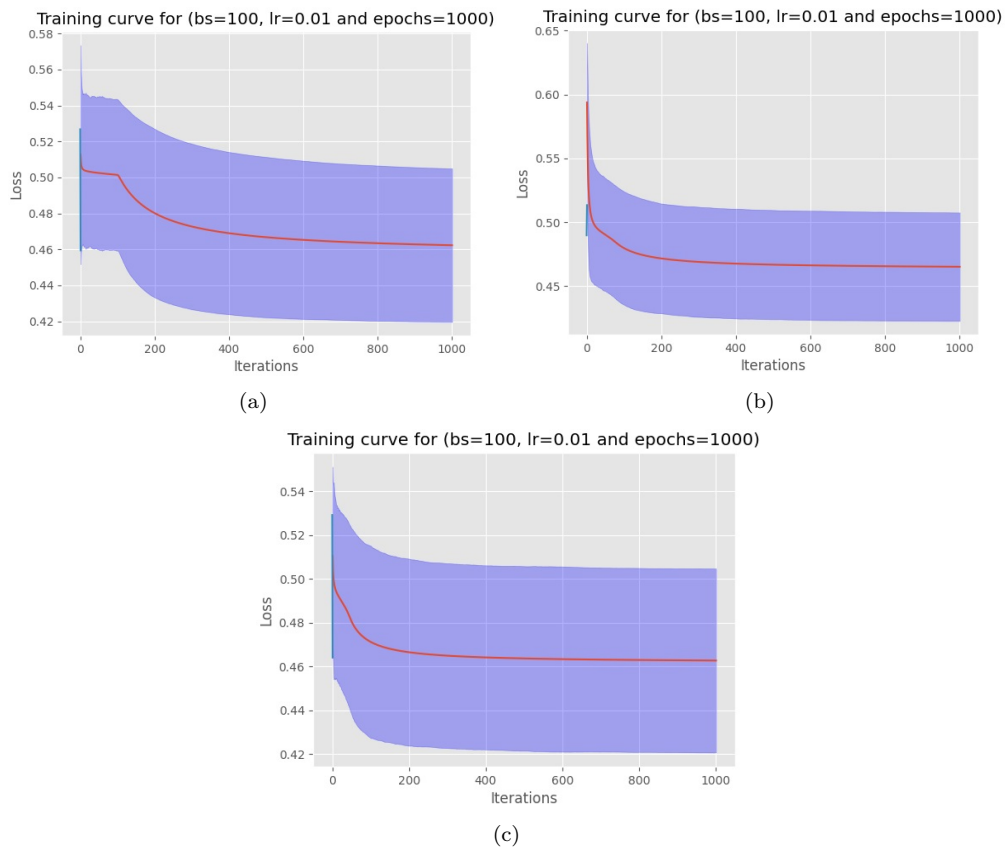 Training curve for (bs=100, lr=0.01 and epochs=1000)
0.58
0.56
0.54
0.52
0.50
0.48
0.46
0.44
0.42
Loss
0 200 400 600 800 1000
Iterations
(a)
Training curve for (bs=100, lr=0.01 and epochs=1000)
0.65
0.60
0.55
0.50
0.45
Loss
0 200 400 600 800 1000
Iterations
(b)
Training curve for (bs=100, lr=0.01 and epochs=1000)
0.54
0.52
0.50
0.48
0.46
0.44
0.42
Loss
0 200 400 600 800 1000
Iterations
(c)